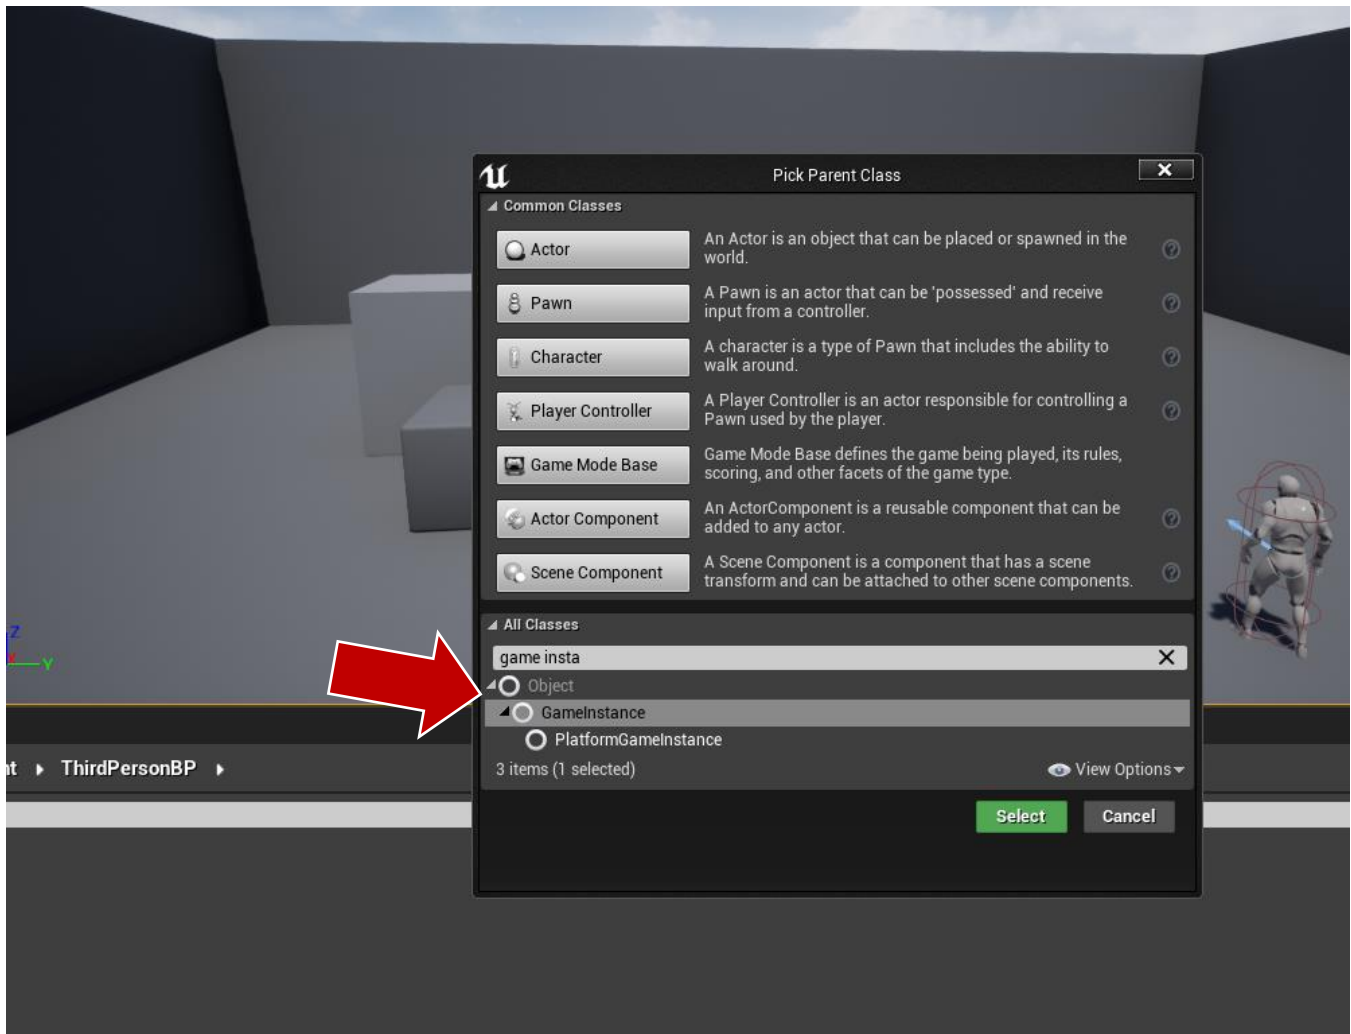 Pick Parent Class
Common Classes
Actor
An Actor is an object that can be placed or spawned in the
world.
Pawn
A Pawn is an actor that can be 'possessed' and receive
input from a controller.
Character
A character is a type of Pawn that includes the ability to
walk around.
Player Controller
A Player Controller is an actor responsible for controlling a
Pawn used by the player.
Game Mode Base
Game Mode Base defines the game being played, its rules,
scoring, and other facets of the game type.
Actor Component
An ActorComponent is a reusable component that can be
added to any actor.
Scene Component
A Scene Component is a component that has a scene
transform and can be attached to other scene components.
All Classes
game insta
Object
GameInstance
PlatformGameInstance
3 items (1 selected)
View Options
Select
Cancel
Z
Y
nt
ThirdPersonBP